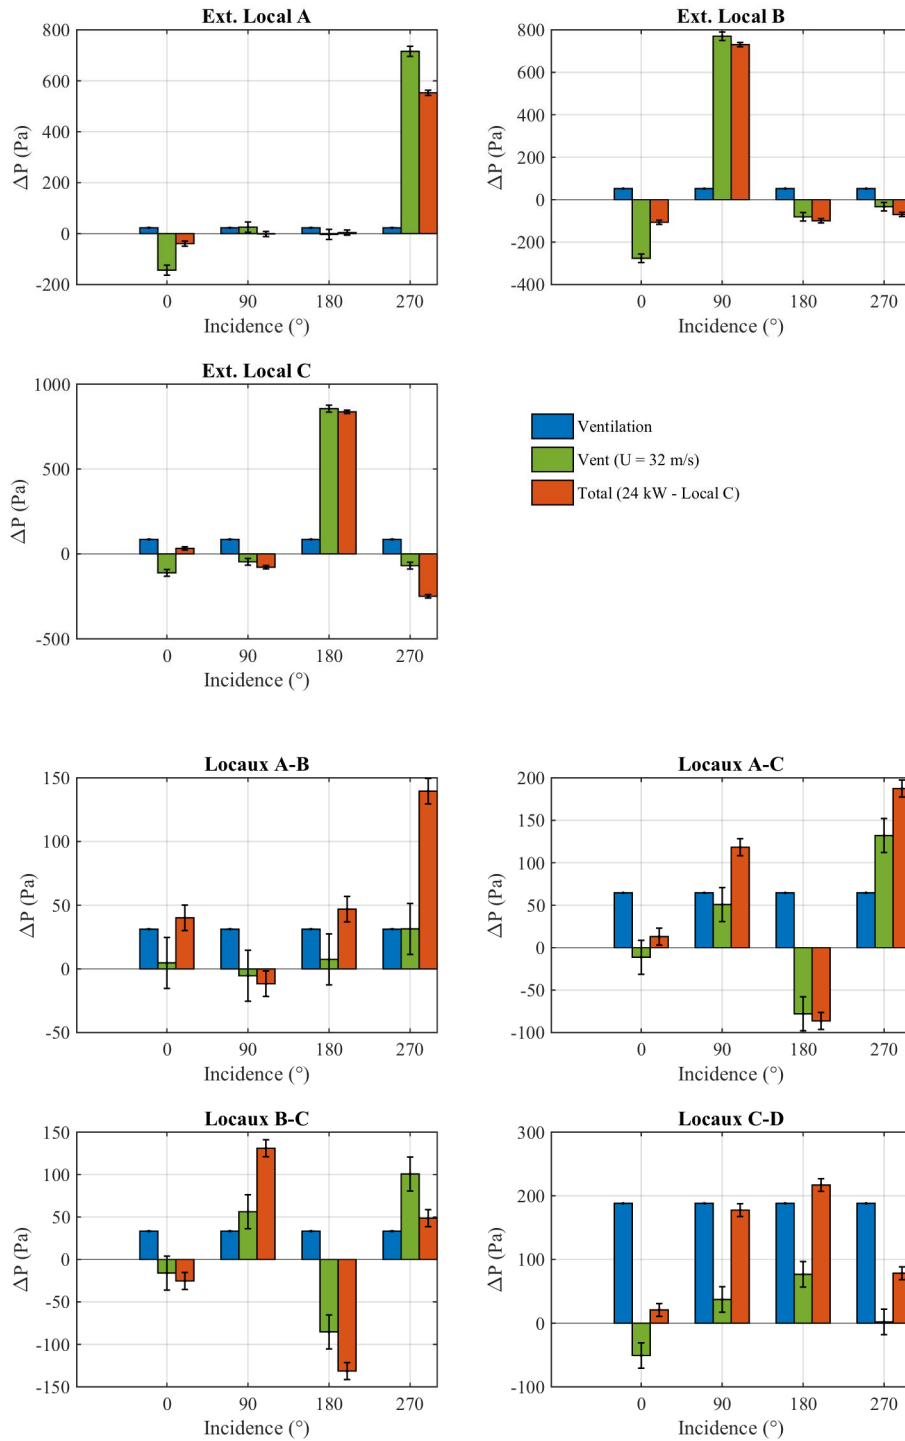 Ext. Local A
800
600
400
200
0
-200
ΔP (Pa)
0 90 180 270
Incidence (°)
Ext. Local B
800
600
400
200
0
-200
-400
ΔP (Pa)
0 90 180 270
Incidence (°)
Ext. Local C
1000
500
0
-500
ΔP (Pa)
0 90 180 270
Incidence (°)
Ventilation
Vent (U = 32 m/s)
Total (24 kW - Local C)
Locaux A-B
150
100
50
0
-50
ΔP (Pa)
0 90 180 270
Incidence (°)
Locaux A-C
200
150
100
50
0
-50
-100
ΔP (Pa)
0 90 180 270
Incidence (°)
Locaux B-C
150
100
50
0
-50
-100
-150
ΔP (Pa)
0 90 180 270
Incidence (°)
Locaux C-D
300
200
100
0
-100
ΔP (Pa)
0 90 180 270
Incidence (°)